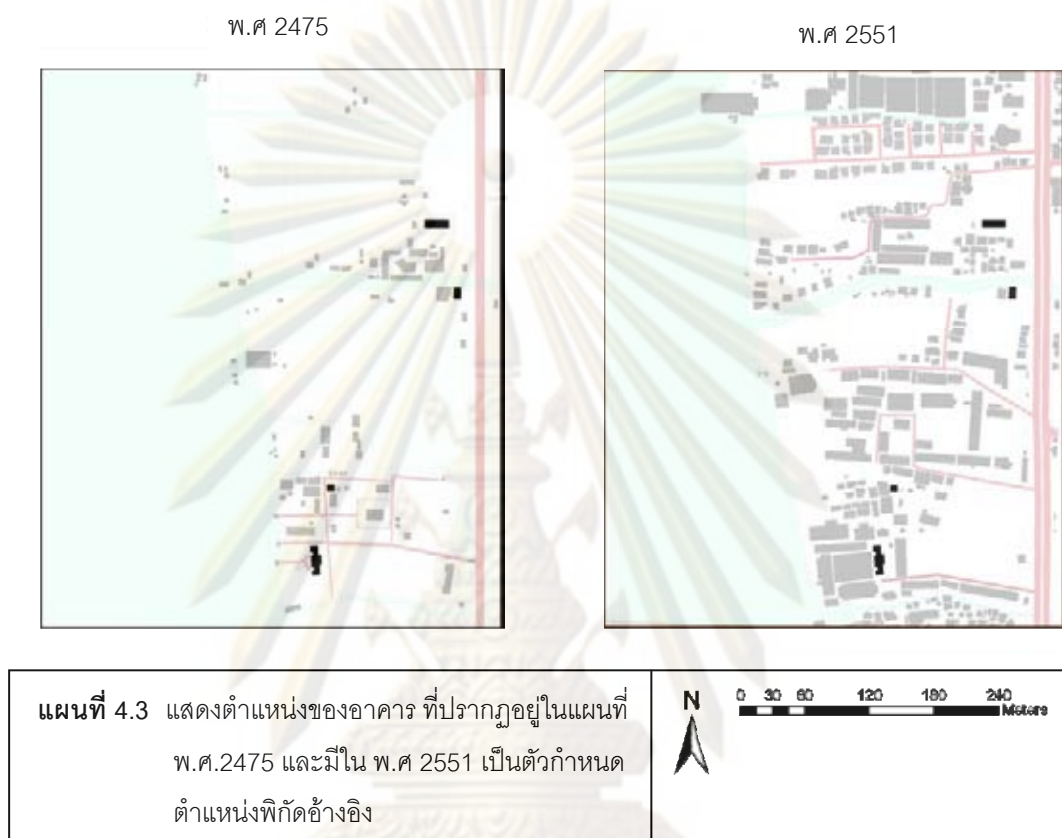 พ.ศ 2475
พ.ศ 2551
แผนที่ 4.3 แสดงตำแหน่งของอาคาร ที่ปรากฏอยู่ในแผนที่
พ.ศ.2475 และมีใน พ.ศ 2551 เป็นตัวกำหนด
ตำแหน่งพิกัดอ้างอิง
N
0 30 60 120 180 240
Meters